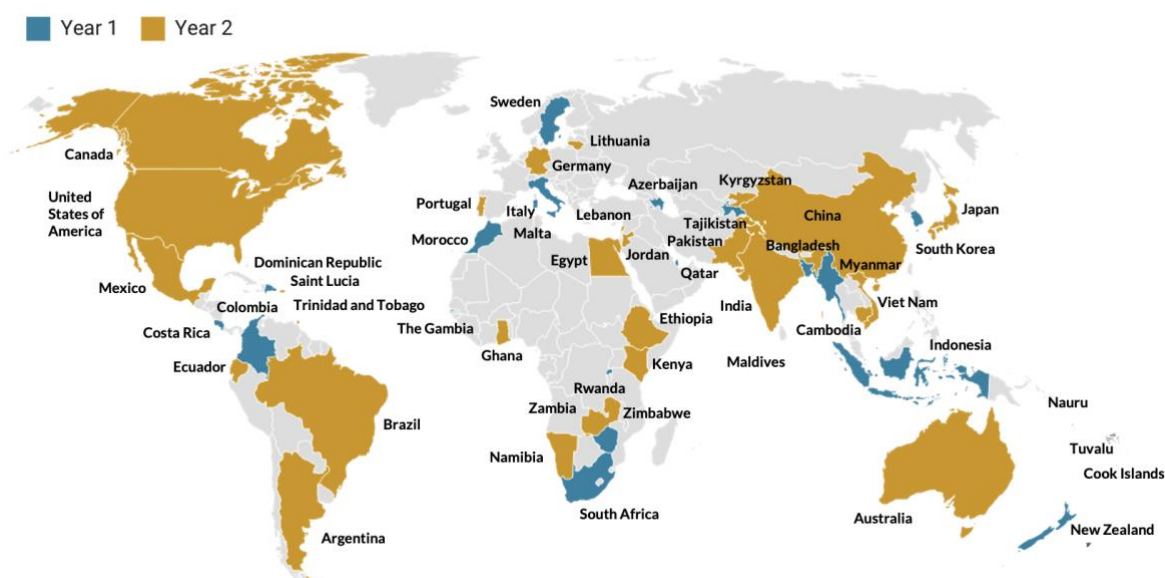 Year 1
Year 2
Sweden
Lithuania
Canada
Germany
Azerbaijan
Kyrgyzstan
United
States of
America
Portugal
Italy
Lebanon
Tajikistan
China
Japan
Morocco
Malta
Pakistan
Bangladesh
South Korea
Egypt
Jordan
Myanmar
Dominican Republic
Qatar
Saint Lucia
Mexico
Colombia
Trinidad and Tobago
India
Viet Nam
Costa Rica
The Gambia
Ethiopia
Cambodia
Ghana
Indonesia
Ecuador
Kenya
Maldives
Rwanda
Nauru
Zambia
Zimbabwe
Brazil
Tuvalu
Namibia
Cook Islands
South Africa
Australia
New Zealand
Argentina